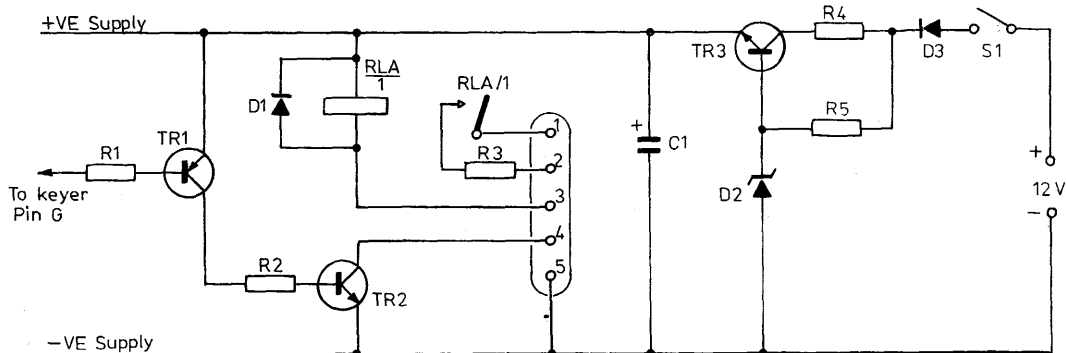 +VE Supply
R4
TR3
D3
S1
RLA
1
RLA/1
D1
TR1
R1
To keyer
Pin G
R3
1
2
3
4
5
+
C1
R5
D2
+
12 V
−
R2
TR2
−VE Supply